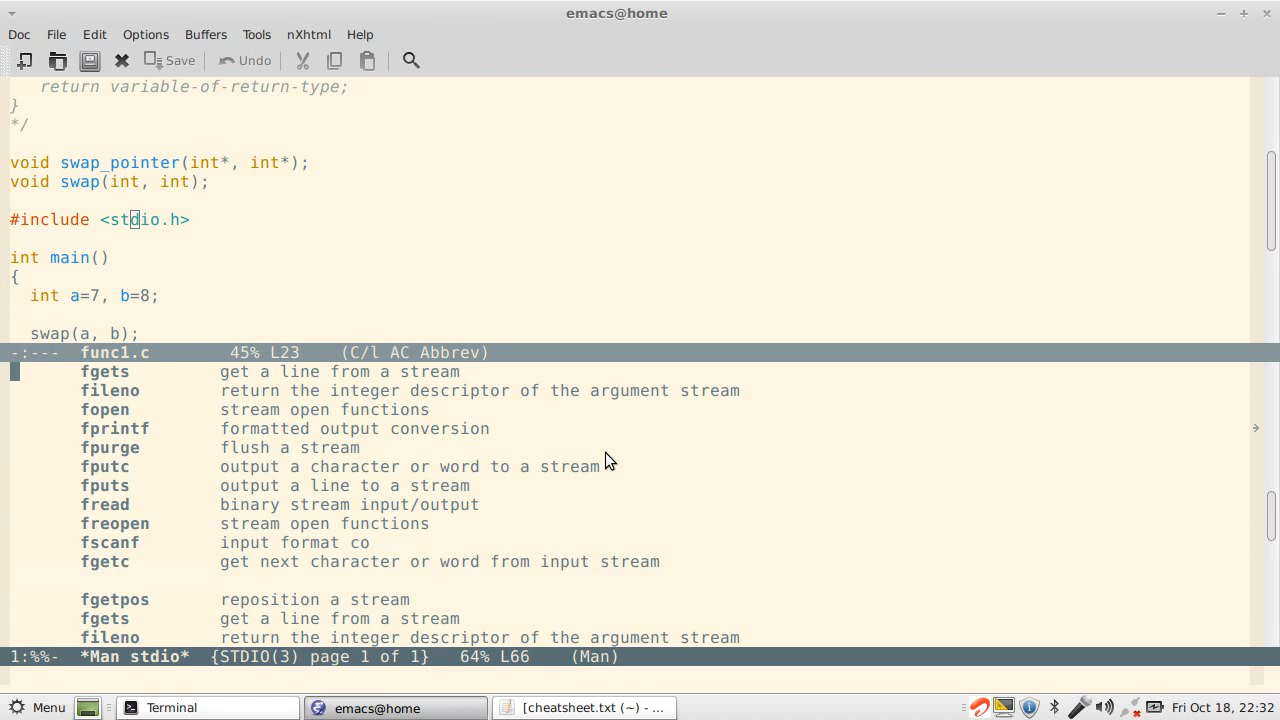 emacs@home
Doc File Edit Options Buffers Tools nXhtml Help
Save Undo
return variable-of-return-type;
}
*/
void swap_pointer(int*, int*);
void swap(int, int);
#include <stdio.h>
int main()
{
int a=7, b=8;
swap(a, b);
-:--- func1.c 45% L23 (C/l AC Abbrev)
fgets get a line from a stream
fileno return the integer descriptor of the argument stream
fopen stream open functions
fprintf formatted output conversion
fpurge flush a stream
fputc output a character or word to a stream
fputs output a line to a stream
fread binary stream input/output
freopen stream open functions
fscanf input format co
fgetc get next character or word from input stream
fgetpos reposition a stream
fgets get a line from a stream
fileno return the integer descriptor of the argument stream
1:%%- *Man stdio* {STDIO(3) page 1 of 1} 64% L66 (Man)
Menu Terminal emacs@home [cheatsheet.txt (~) - ... Fri Oct 18, 22:32